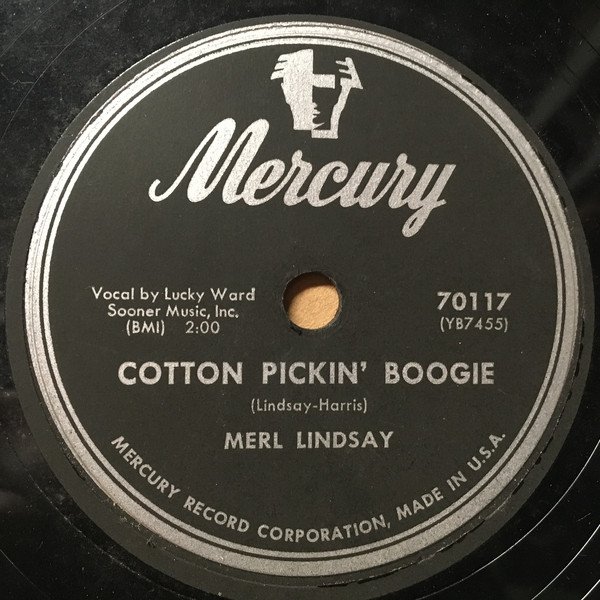 Mercury
Vocal by Lucky Ward
Sooner Music, Inc.
(BMI) 2:00
70117
(YB7455)
COTTON PICKIN' BOOGIE
(Lindsay-Harris)
MERL LINDSAY
MERCURY RECORD CORPORATION, MADE IN U.S.A.